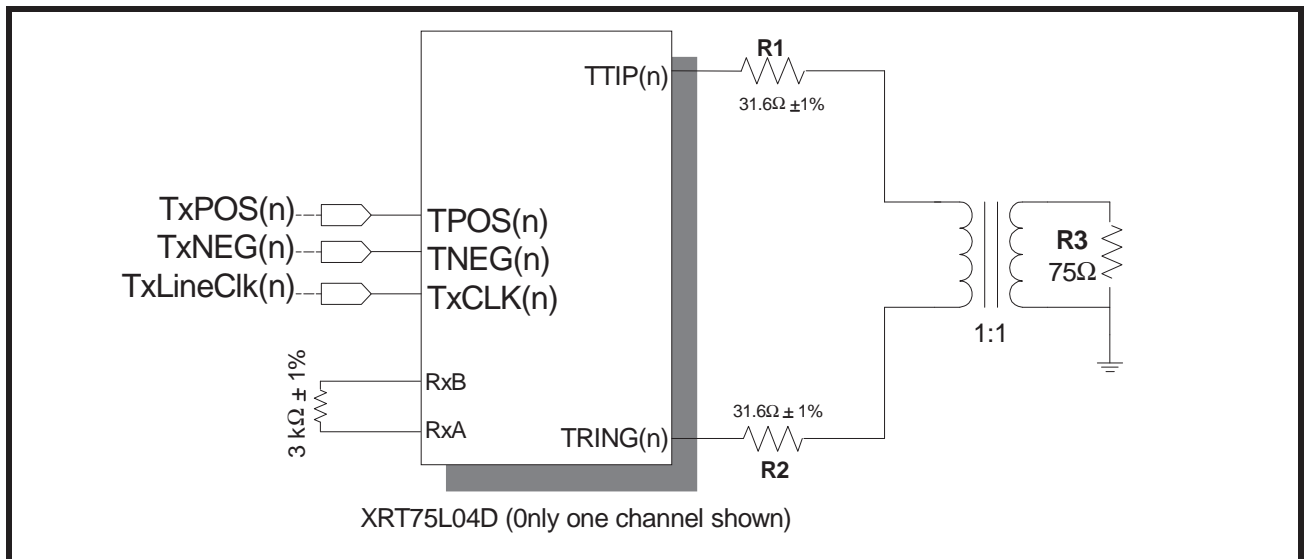 R1
TTIP(n)
31.6Ω ±1%
TxPOS(n)
TPOS(n)
TxNEG(n)
TNEG(n)
TxLineClk(n)
TxCLK(n)
R3
75Ω
1:1
3 kΩ ± 1%
RxB
RxA
31.6Ω ± 1%
TRING(n)
R2
XRT75L04D (0nly one channel shown)